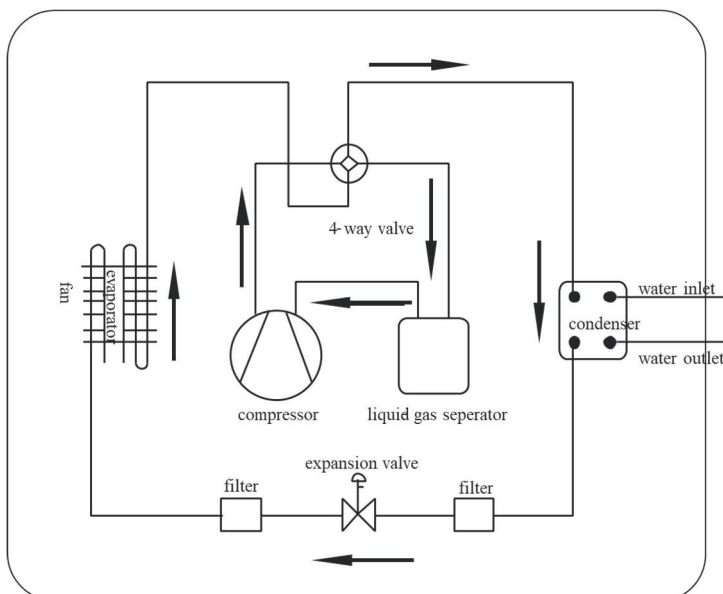 4-way valve
fan
evaporator
water inlet
condenser
water outlet
compressor
liquid gas seperator
expansion valve
filter
filter